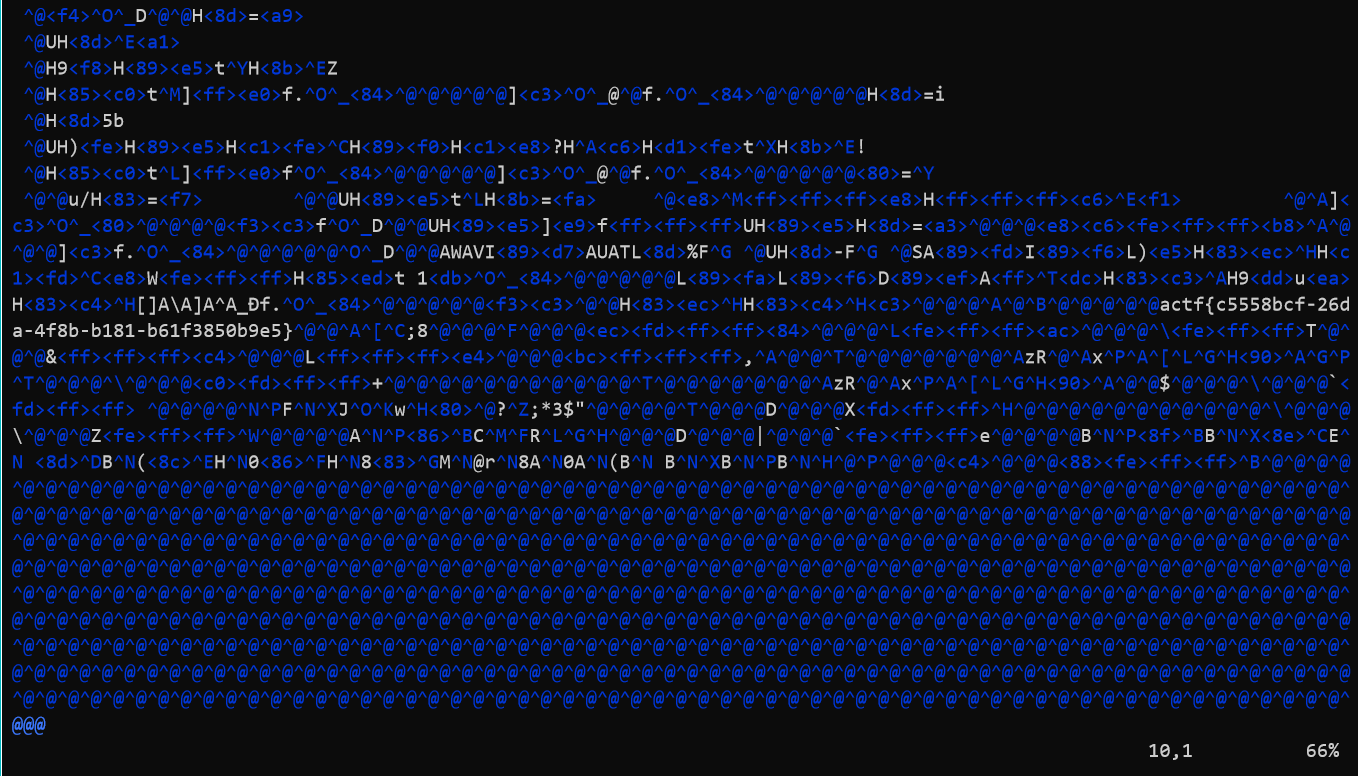 ^@<f4>^O^_D^@^@H<8d>=<a9>
^@UH<8d>^E<a1>
^@H9<f8>H<89><e5>t^YH<8b>^EZ
^@H<85><c0>t^M]<ff><e0>f.^O^_<84>^@^@^@^@^@]<c3>^O^_@^@f.^O^_<84>^@^@^@^@^@H<8d>=i
^@H<8d>5b
^@UH)<fe>H<89><e5>H<c1><fe>^CH<89><f0>H<c1><e8>?H^A<c6>H<d1><fe>t^XH<8b>^E!
^@H<85><c0>t^L]<ff><e0>f^O^_<84>^@^@^@^@^@]<c3>^O^_@^@f.^O^_<84>^@^@^@^@^@<80>=^Y
^@^@u/H<83>=<f7>       ^@^@UH<89><e5>t^LH<8b>=<fa>    ^@<e8>^M<ff><ff><ff><e8>H<ff><ff><ff><c6>^E<f1>        ^@^A]<
c3>^O^_<80>^@^@^@^@<f3><c3>f^O^_D^@^@UH<89><e5>]<e9>f<ff><ff><ff>UH<89><e5>H<8d>=<a3>^@^@^@<e8><c6><fe><ff><ff><b8>^A^@
^@^@]<c3>f.^O^_<84>^@^@^@^@^@^O^_D^@^@AWAVI<89><d7>AUATL<8d>%F^G ^@UH<8d>-F^G ^@SA<89><fd>I<89><f6>L)<e5>H<83><ec>^HH<c
1><fd>^C<e8>W<fe><ff><ff>H<85><ed>t 1<db>^O^_<84>^@^@^@^@^@L<89><fa>L<89><f6>D<89><ef>A<ff>^T<dc>H<83><c3>^AH9<dd>u<ea>
H<83><c4>^H[]A\A]A^A_Ðf.^O^_<84>^@^@^@^@^@<f3><c3>^@^@H<83><ec>^HH<83><c4>^H<c3>^@^@^@^A^@^B^@^@^@^@^@actf{c5558bcf-26d
a-4f8b-b181-b61f3850b9e5}^@^@^@^A^[^C;8^@^@^@^F^@^@^@<ec><fd><ff><ff><84>^@^@^@^L<fe><ff><ff><ac>^@^@^@^\<fe><ff><ff>T^@
^@^@&<ff><ff><ff><c4>^@^@^@L<ff><ff><ff><e4>^@^@^@<bc><ff><ff><ff>,^A^@^@^T^@^@^@^@^@^@^@^AzR^@^Ax^P^A^[^L^G^H<90>^A^G^P
^T^@^@^@^\^@^@^@<c0><fd><ff><ff>+^@^@^@^@^@^@^@^@^@^@^T^@^@^@^@^@^@^@^AzR^@^Ax^P^A^[^L^G^H<90>^A^@^@$^@^@^@^\^@^@^@`<
fd><ff><ff> ^@^@^@^@^N^PF^N^XJ^O^Kw^H<80>^@?^Z;*3$"^@^@^@^@^T^@^@^@D^@^@^@X<fd><ff><ff>^H^@^@^@^@^@^@^@^@^@^@^\^@^@^@
\^@^@^@Z<fe><ff><ff>^W^@^@^@^@A^N^P<86>^BC^M^FR^L^G^H^@^@^@D^@^@^@|^@^@^@`<fe><ff><ff>e^@^@^@^@B^N^P<8f>^BB^N^X<8e>^CE^
N <8d>^DB^N(<8c>^EH^N0<86>^FH^N8<83>^GM^N@r^N8A^N0A^N(B^N B^N^XB^N^PB^N^H^@^P^@^@^@<c4>^@^@^@<88><fe><ff><ff>^B^@^@^@^@
@@@
10,1          66%